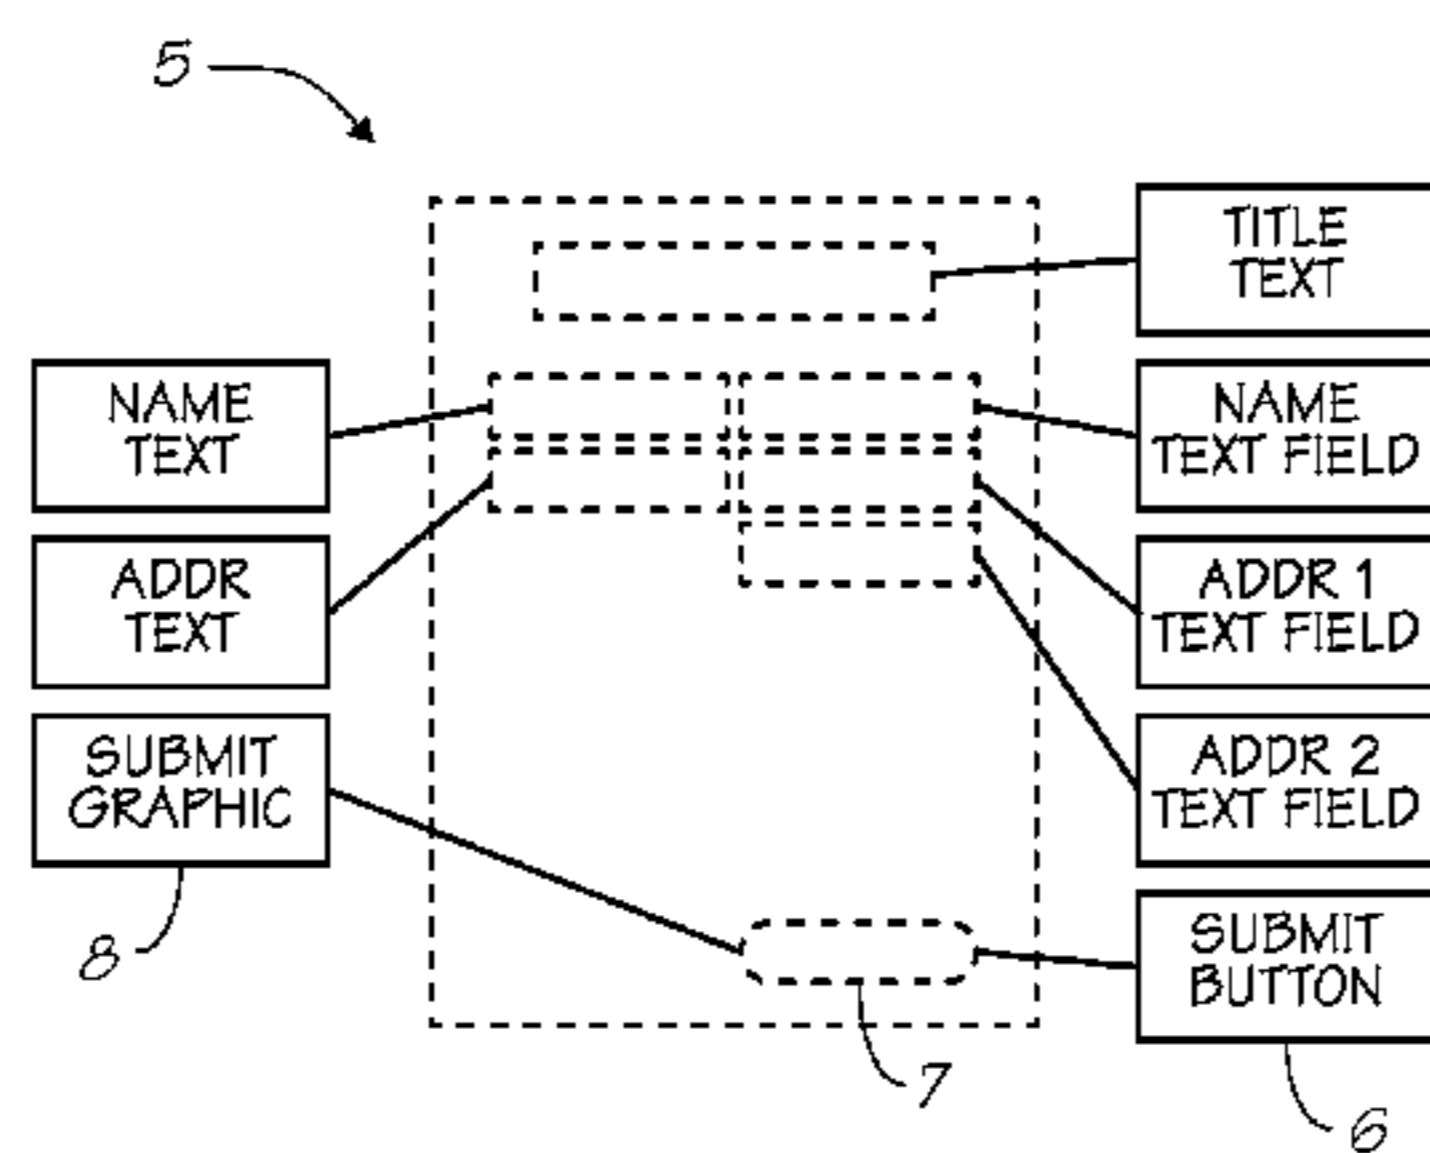 5
TITLE
TEXT
NAME
TEXT
NAME
TEXT FIELD
ADDR
TEXT
ADDR 1
TEXT FIELD
SUBMIT
GRAPHIC
ADDR 2
TEXT FIELD
8
SUBMIT
BUTTON
7
6